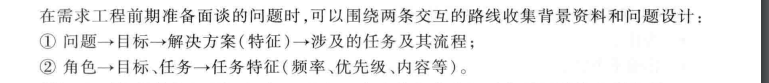 在需求工程前期准备面谈的问题时,可以围绕两条交互的路线收集背景资料和问题设计:
① 问题→目标→解决方案(特征)→涉及的任务及其流程;
② 角色→目标、任务→任务特征(频率、优先级、内容等)。